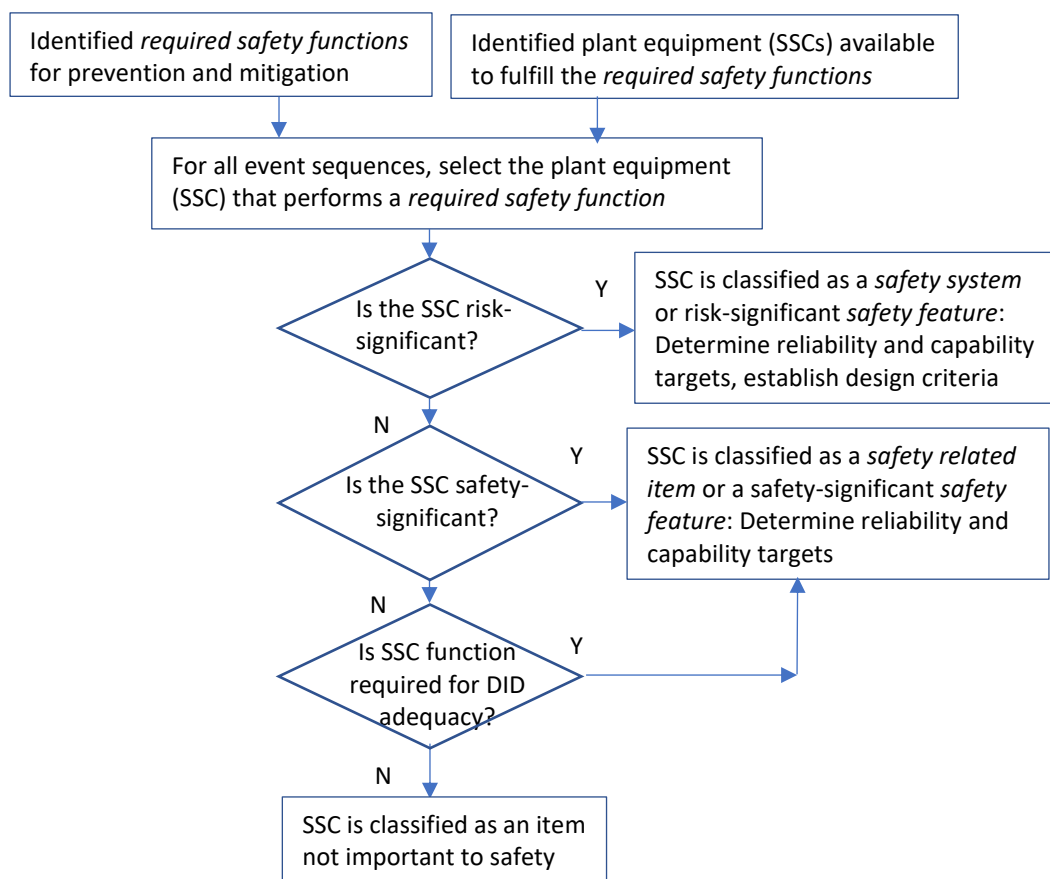 Identified required safety functions
for prevention and mitigation
Identified plant equipment (SSCs) available
to fulfill the required safety functions
For all event sequences, select the plant equipment
(SSC) that performs a required safety function
Is the SSC risk-
significant?
Y
SSC is classified as a safety system
or risk-significant safety feature:
Determine reliability and capability
targets, establish design criteria
N
Is the SSC safety-
significant?
Y
SSC is classified as a safety related
item or a safety-significant safety
feature: Determine reliability and
capability targets
N
Is SSC function
required for DID
adequacy?
Y
N
SSC is classified as an item
not important to safety